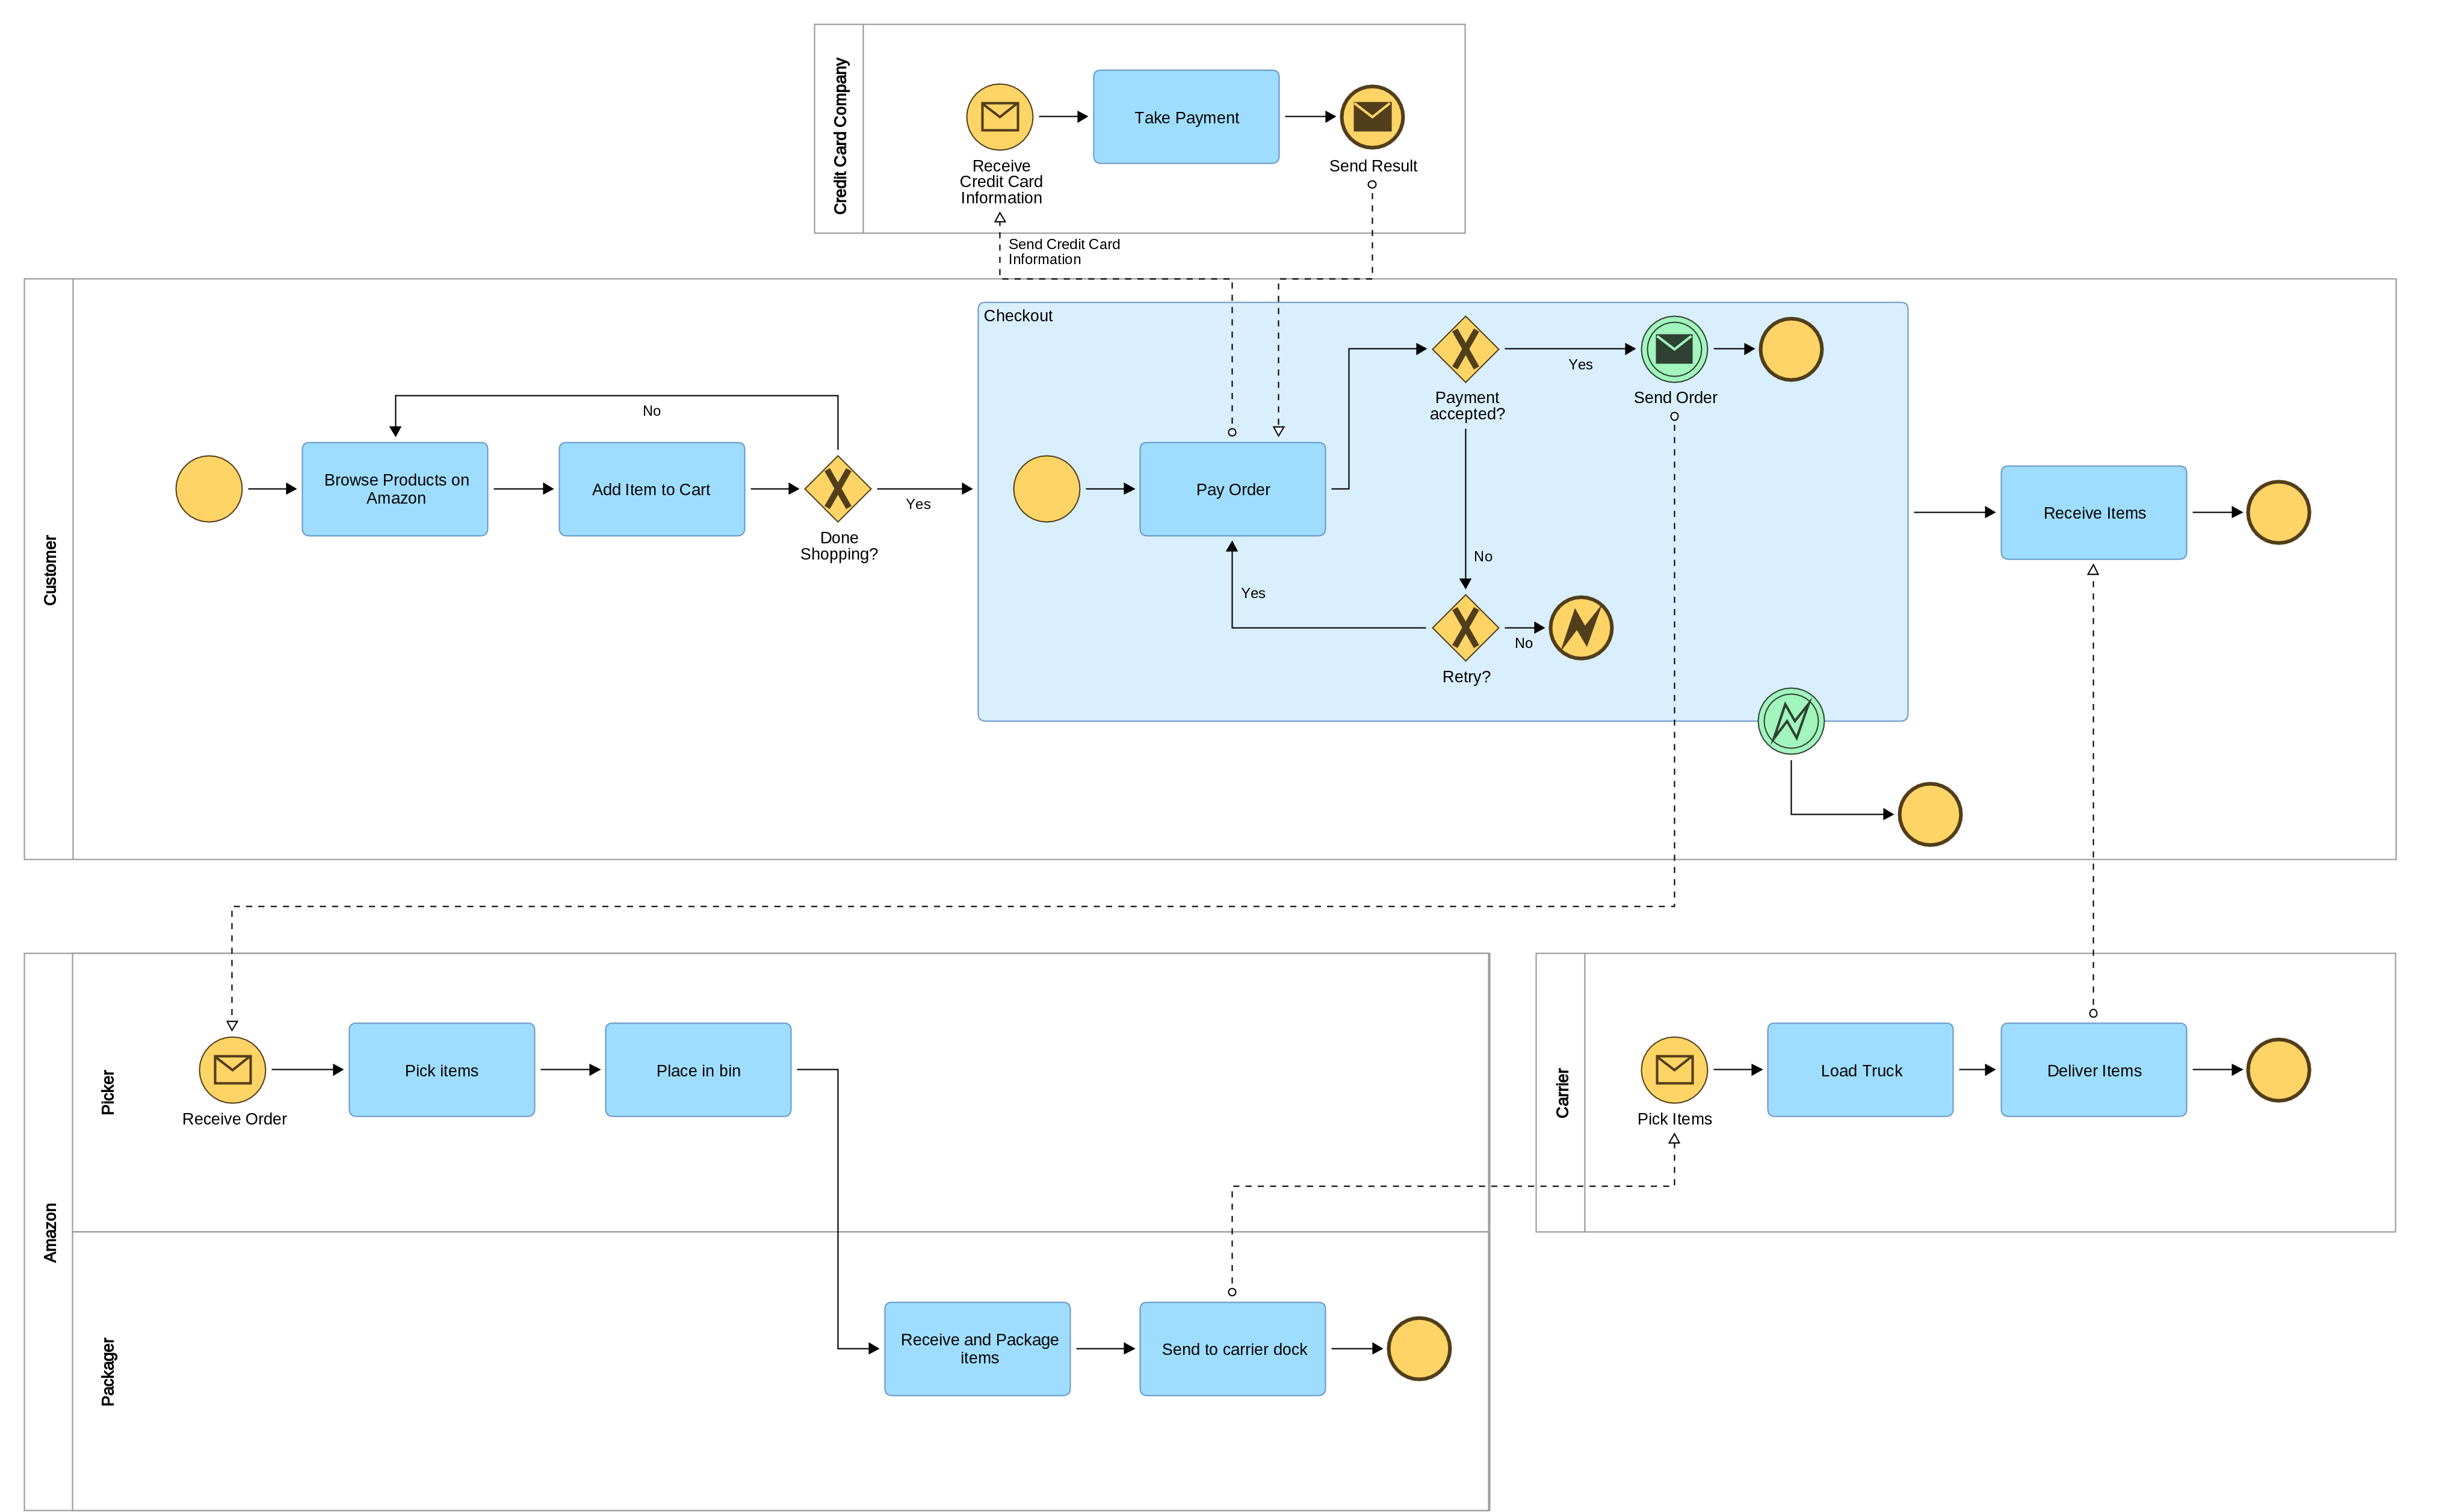 Credit Card Company
Take Payment
Receive
Credit Card
Information
Send Result
Send Credit Card
Information
Customer
Checkout
No
Browse Products on
Amazon
Add Item to Cart
Done
Shopping?
Yes
Pay Order
Payment
accepted?
Yes
Send Order
No
Yes
Retry?
No
Receive Items
Amazon
Picker
Receive Order
Pick items
Place in bin
Packager
Receive and Package
items
Send to carrier dock
Carrier
Pick Items
Load Truck
Deliver Items